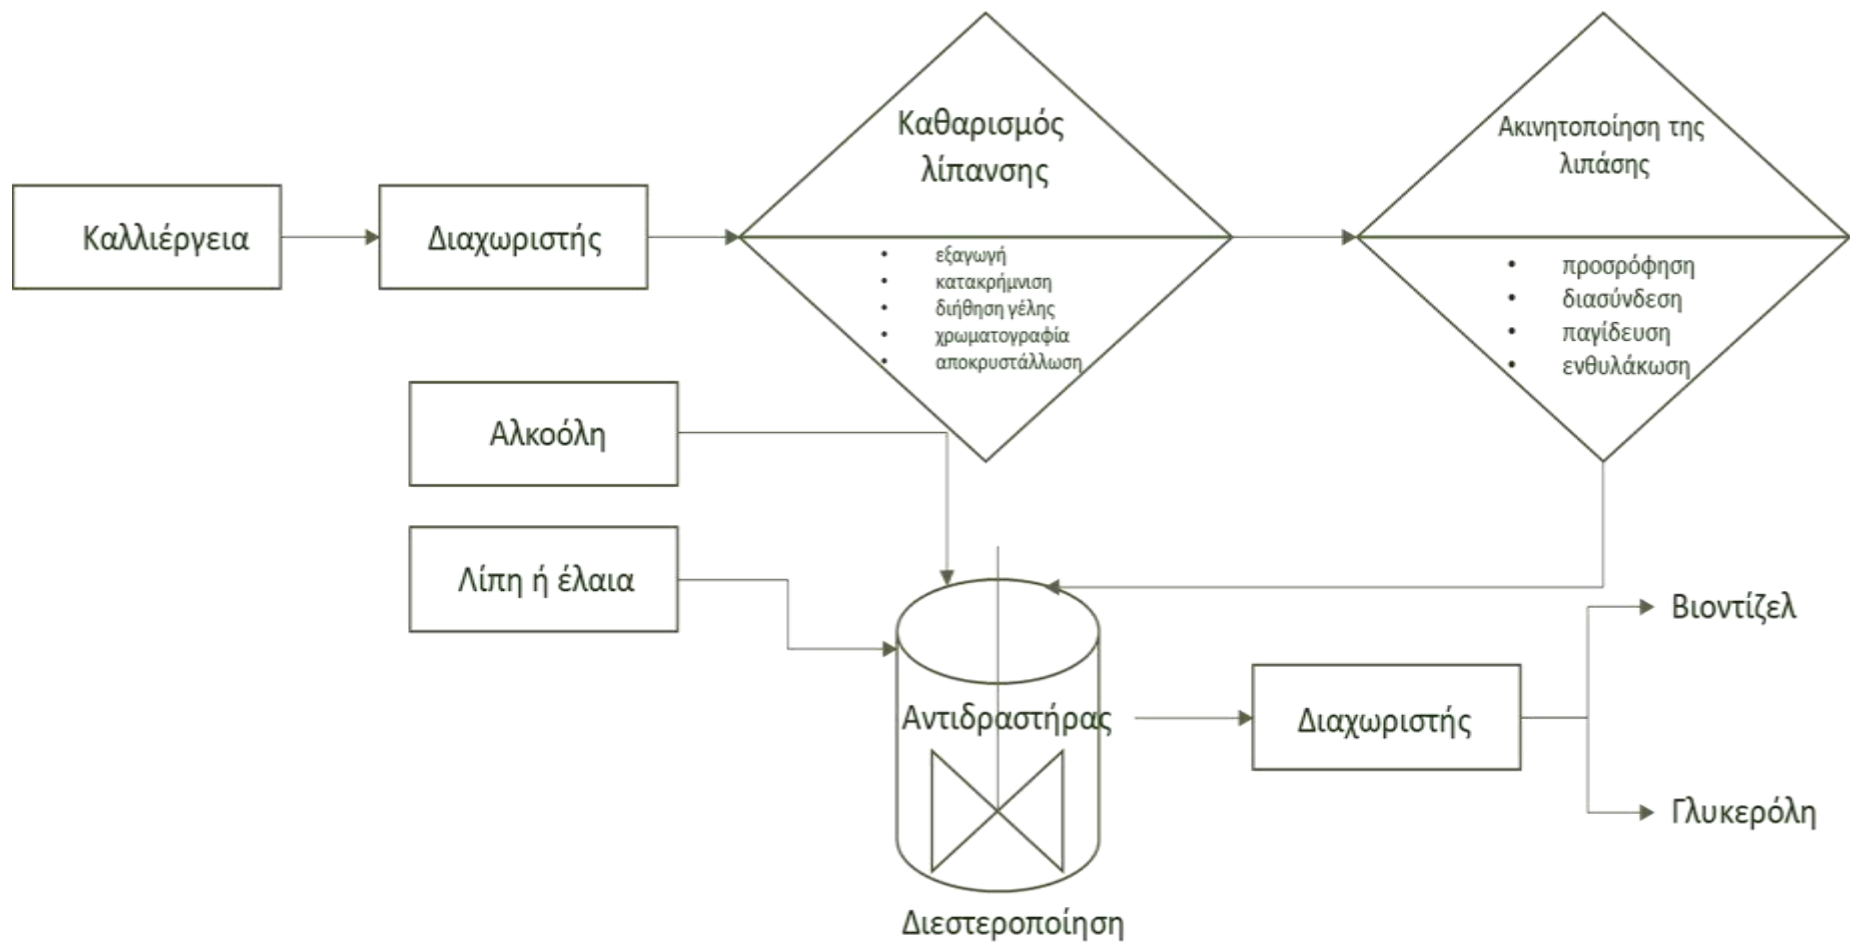 Καλλιέργεια
Διαχωριστής
Καθαρισμός
λίπανσης
• εξαγωγή
• κατακρήμνιση
• διήθηση γέλης
• χρωματογραφία
• αποκρυστάλλωση
Ακινητοποίηση της
λιπάσης
• προσρόφηση
• διασύνδεση
• παγίδευση
• ενθυλάκωση
Αλκοόλη
Λίπη ή έλαια
Αντιδραστήρας
Διεστεροποίηση
Διαχωριστής
Βιοντίζελ
Γλυκερόλη